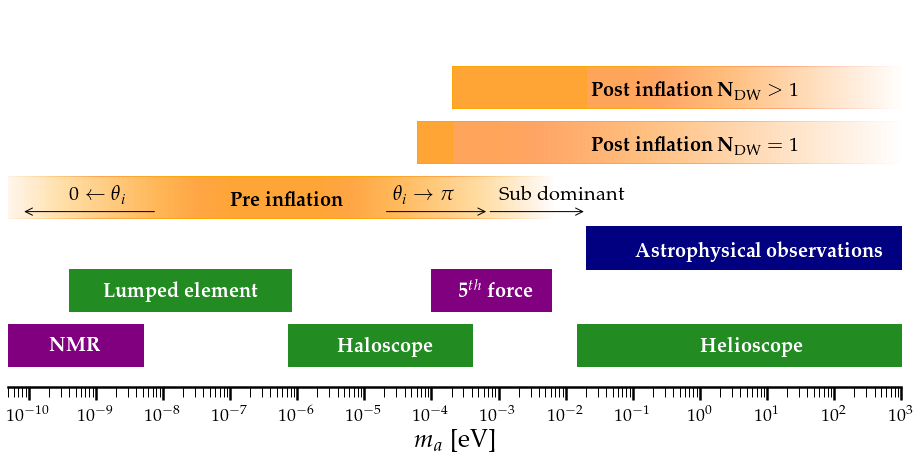 Post inflation N_DW > 1
Post inflation N_DW = 1
0 ← θ_i Pre inflation θ_i → π Sub dominant
Astrophysical observations
Lumped element 5^th force
NMR Haloscope Helioscope
10^−10 10^−9 10^−8 10^−7 10^−6 10^−5 10^−4 10^−3 10^−2 10^−1 10^0 10^1 10^2 10^3
m_a [eV]